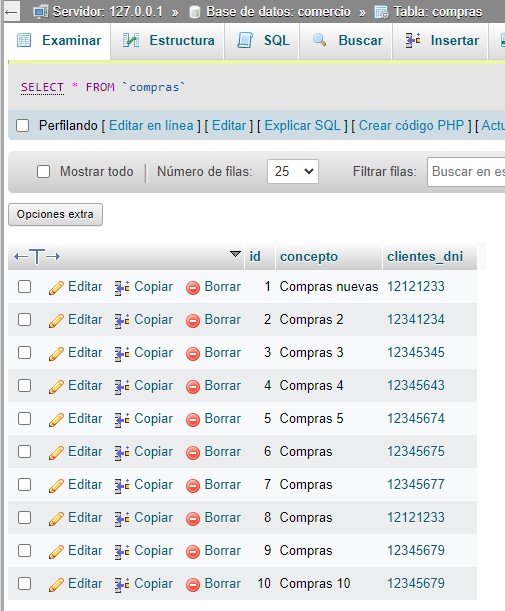 Servidor: 127.0.0.1 » Base de datos: comercio » Tabla: compras
Examinar Estructura SQL Buscar Insertar
SELECT * FROM `compras`
Perfilando [ Editar en línea ] [ Editar ] [ Explicar SQL ] [ Crear código PHP ] [ Actu
Mostrar todo Número de filas: 25 Filtrar filas: Buscar en es
Opciones extra
←T→ id concepto clientes_dni
Editar Copiar Borrar 1 Compras nuevas 12121233
Editar Copiar Borrar 2 Compras 2 12341234
Editar Copiar Borrar 3 Compras 3 12345345
Editar Copiar Borrar 4 Compras 4 12345643
Editar Copiar Borrar 5 Compras 5 12345674
Editar Copiar Borrar 6 Compras 12345675
Editar Copiar Borrar 7 Compras 12345677
Editar Copiar Borrar 8 Compras 12121233
Editar Copiar Borrar 9 Compras 12345679
Editar Copiar Borrar 10 Compras 10 12345679